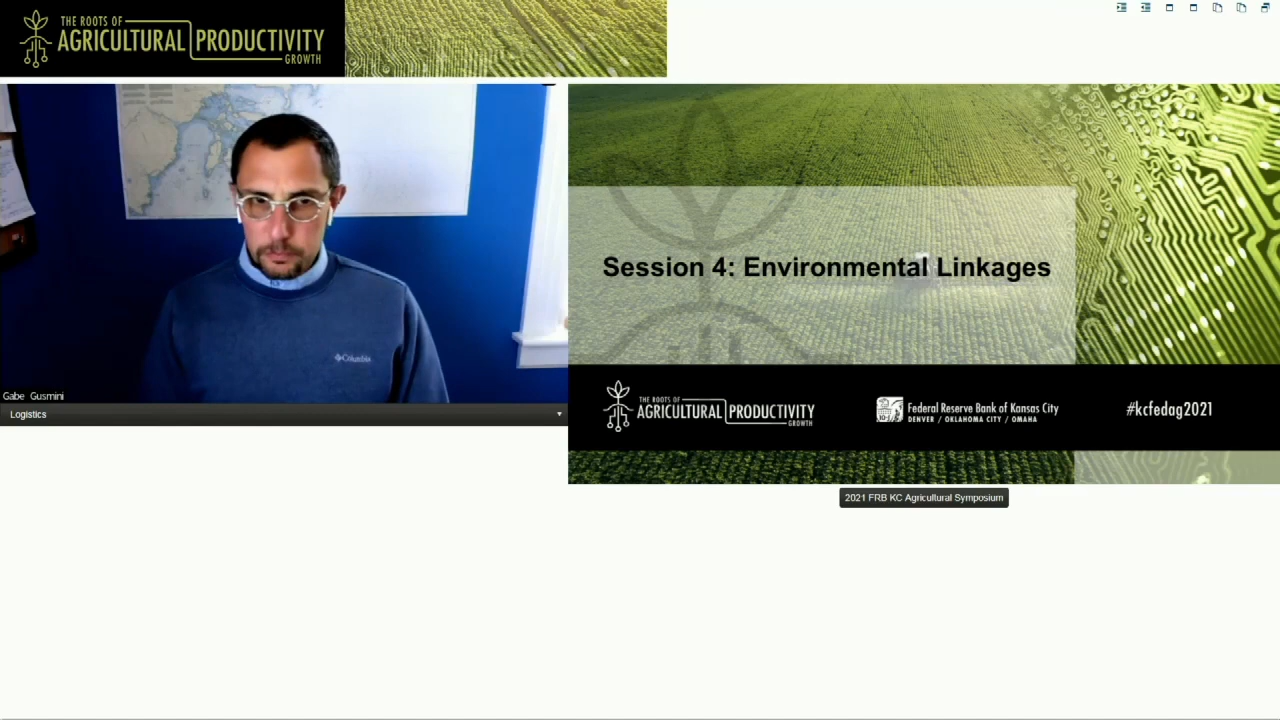 THE ROOTS OF
AGRICULTURAL PRODUCTIVITY
GROWTH
Columbia
Gabe Gusmini
Logistics
Session 4: Environmental Linkages
THE ROOTS OF
AGRICULTURAL PRODUCTIVITY
GROWTH
Federal Reserve Bank of Kansas City
DENVER / OKLAHOMA CITY / OMAHA
#kcfedag2021
2021 FRB KC Agricultural Symposium